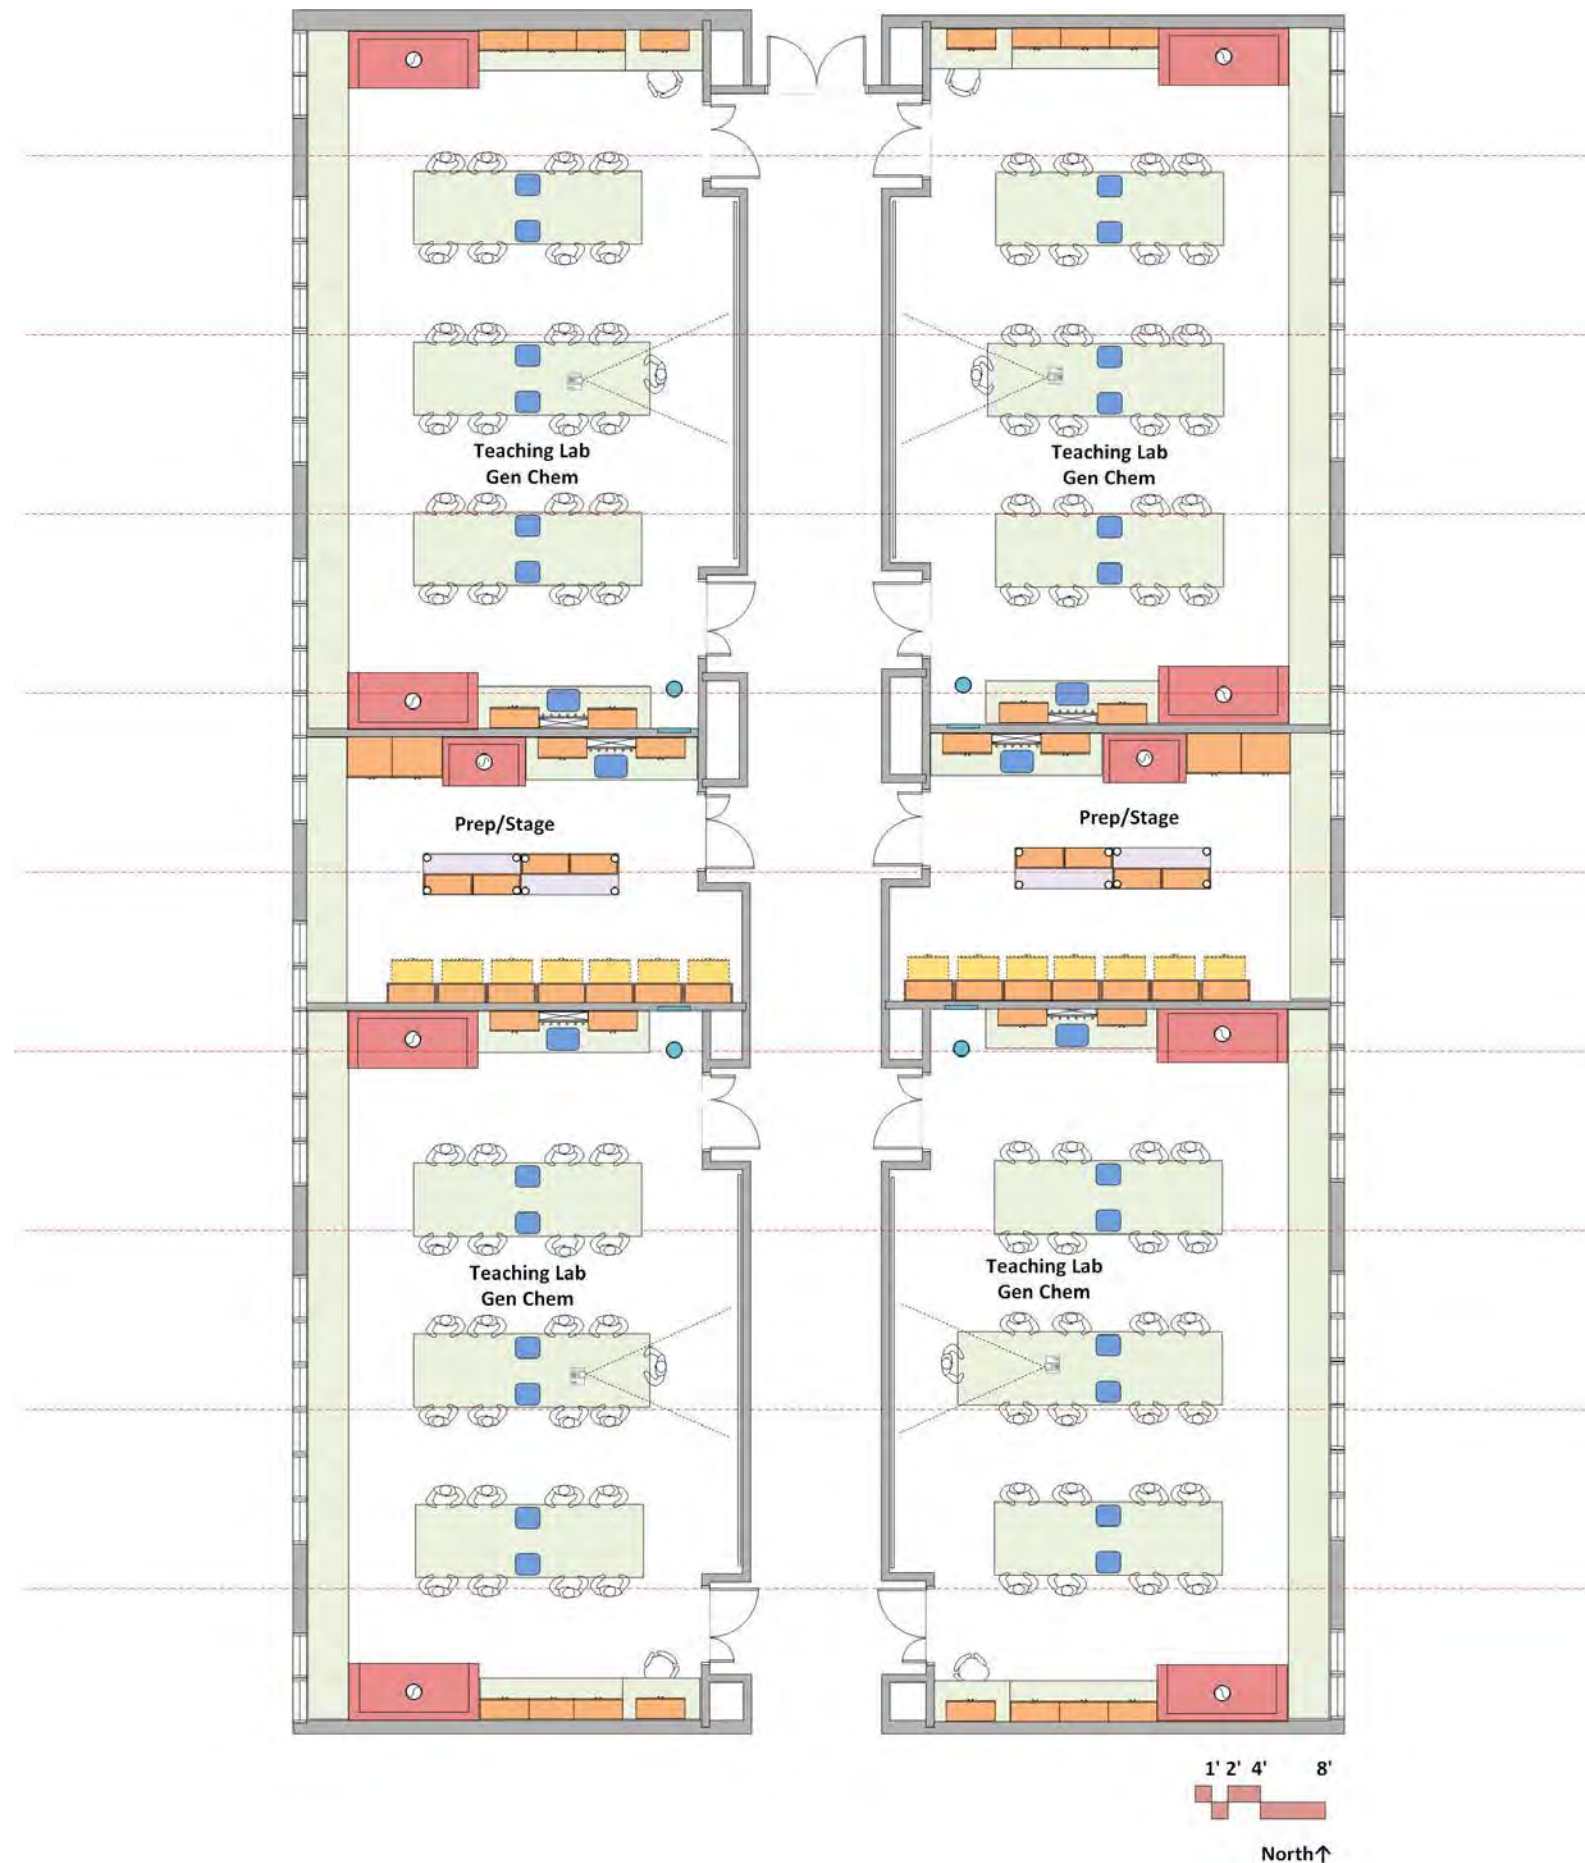 Teaching Lab
Gen Chem
Teaching Lab
Gen Chem
Prep/Stage
Prep/Stage
Teaching Lab
Gen Chem
Teaching Lab
Gen Chem
1' 2' 4' 8'
North↑